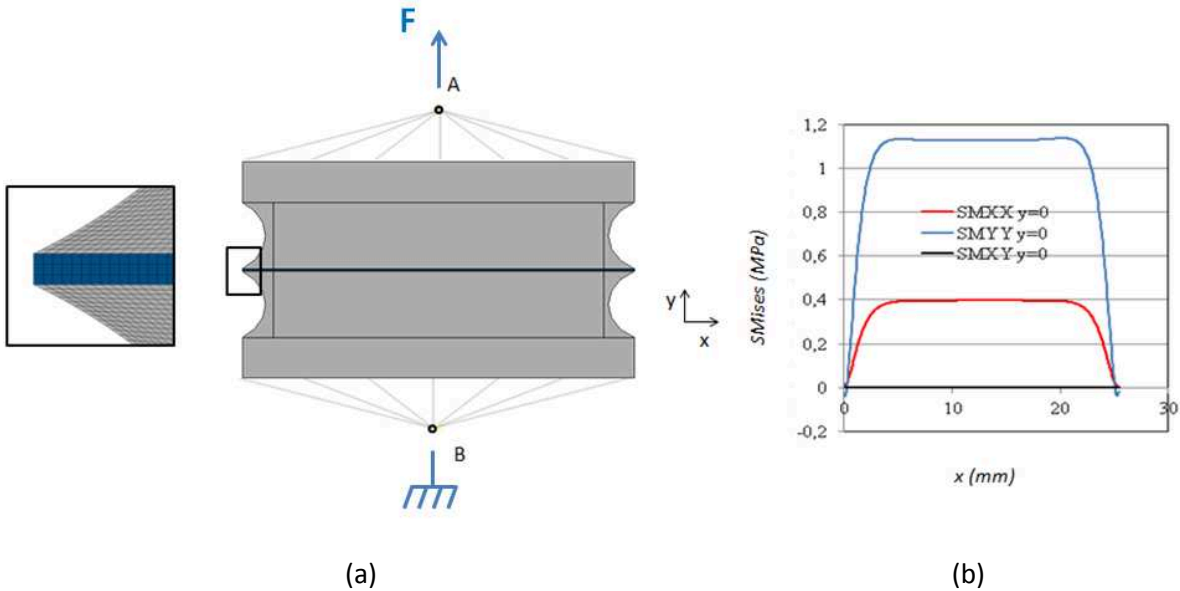 F
A
y
x
B
(a)
SMises (MPa)
1,2
1
0,8
0,6
0,4
0,2
0
-0,2
SMXX y=0
SMYY y=0
SMXY y=0
0
10
20
30
x (mm)
(b)